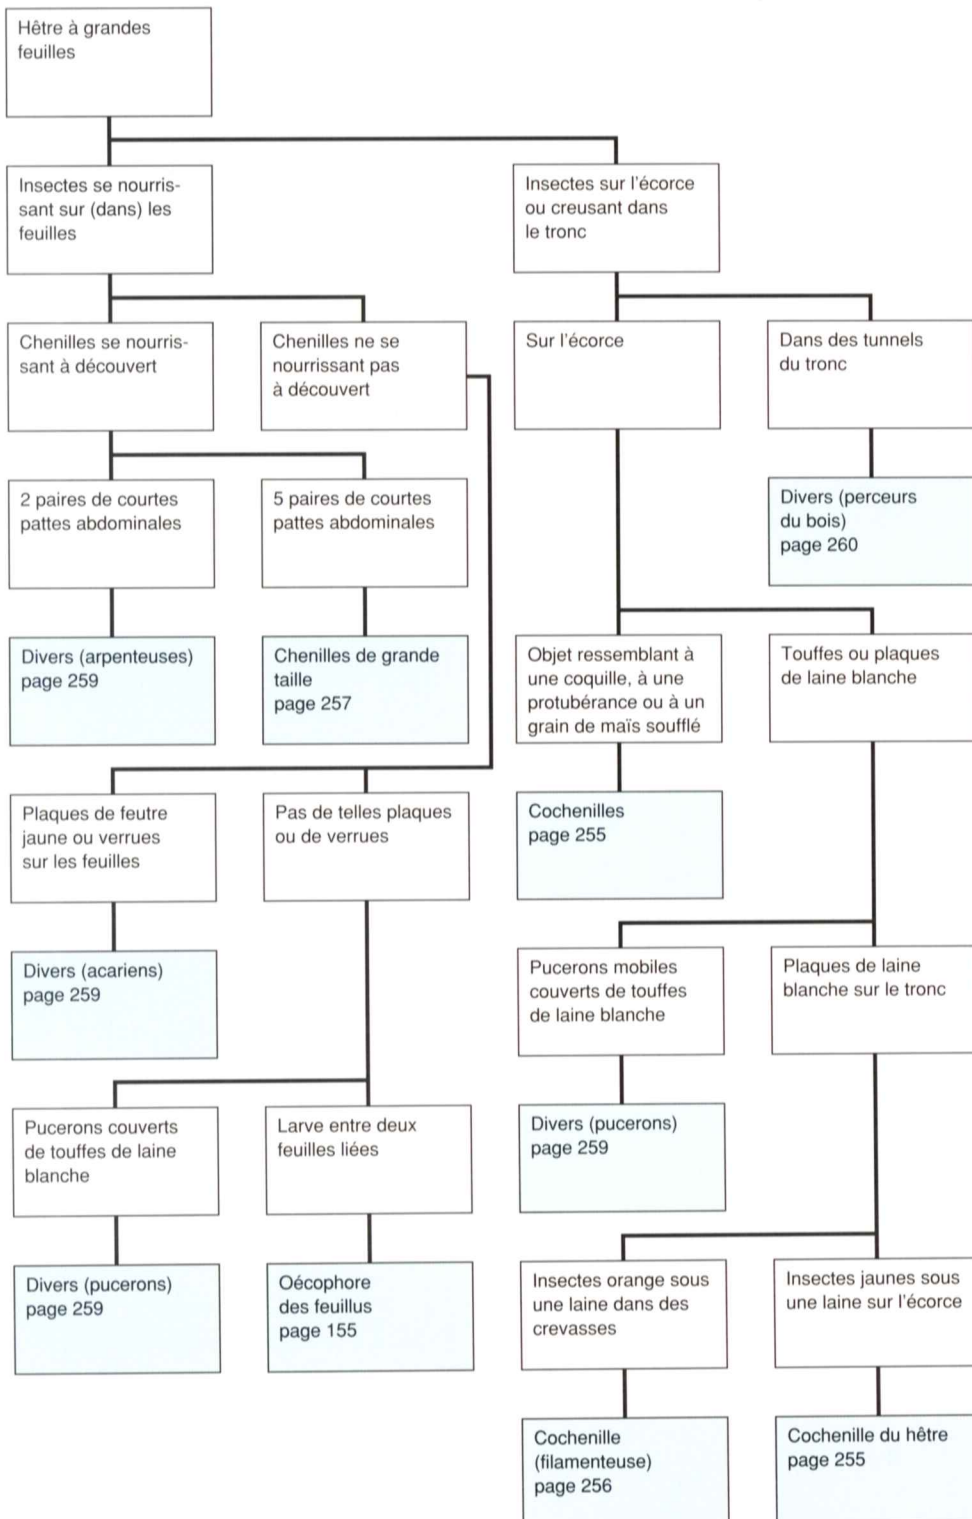 Hêtre à grandes
feuilles
Insectes se nourris-
sant sur (dans) les
feuilles
Insectes sur l'écorce
ou creusant dans
le tronc
Chenilles se nourris-
sant à découvert
Chenilles ne se
nourrissant pas
à découvert
Sur l'écorce
Dans des tunnels
du tronc
2 paires de courtes
pattes abdominales
5 paires de courtes
pattes abdominales
Divers (perceurs
du bois)
page 260
Divers (arpenteuses)
page 259
Chenilles de grande
taille
page 257
Objet ressemblant à
une coquille, à une
protubérance ou à un
grain de maïs soufflé
Touffes ou plaques
de laine blanche
Plaques de feutre
jaune ou verrues
sur les feuilles
Pas de telles plaques
ou de verrues
Cochenilles
page 255
Divers (acariens)
page 259
Pucerons mobiles
couverts de touffes
de laine blanche
Plaques de laine
blanche sur le tronc
Pucerons couverts
de touffes de laine
blanche
Larve entre deux
feuilles liées
Divers (pucerons)
page 259
Divers (pucerons)
page 259
Oécophore
des feuillus
page 155
Insectes orange sous
une laine dans des
crevasses
Insectes jaunes sous
une laine sur l'écorce
Cochenille
(filamenteuse)
page 256
Cochenille du hêtre
page 255